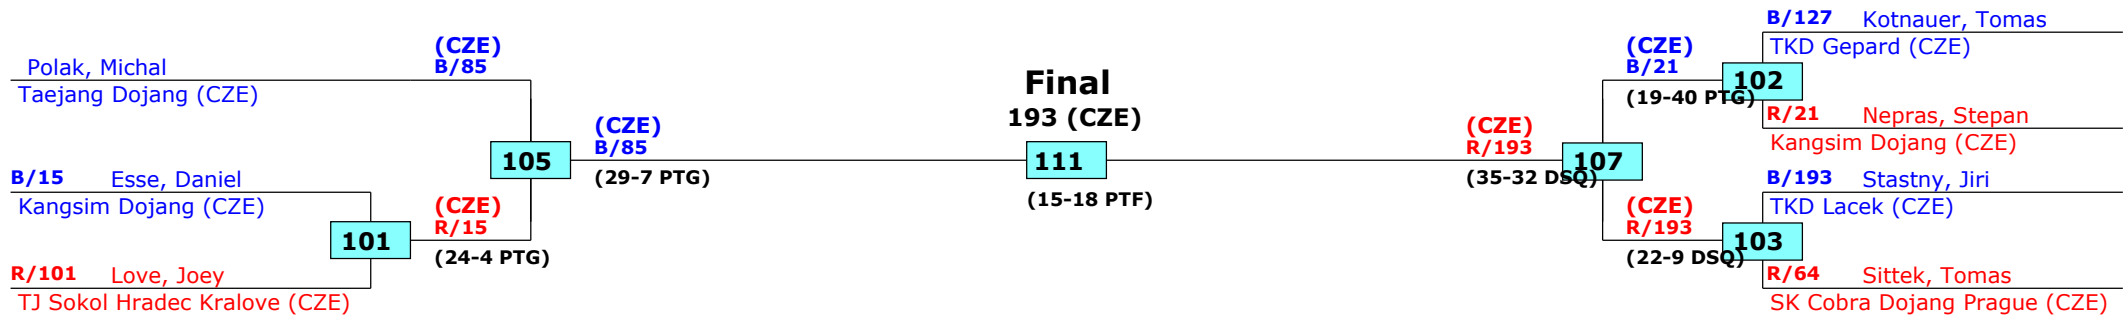 Polak, Michal
Taejang Dojang (CZE)
B/15 Esse, Daniel
Kangsim Dojang (CZE)
R/101 Love, Joey
TJ Sokol Hradec Kralove (CZE)
101
(CZE)
B/85
(CZE)
R/15
(24-4 PTG)
105
(CZE)
B/85
(29-7 PTG)
Final
193 (CZE)
111
(15-18 PTF)
(CZE)
R/193
(35-32 DSQ)
107
(CZE)
B/21
(19-40 PTG)
(CZE)
R/193
(22-9 DSQ)
102
103
B/127 Kotnauer, Tomas
TKD Gepard (CZE)
R/21 Nepras, Stepan
Kangsim Dojang (CZE)
B/193 Stastny, Jiri
TKD Lacek (CZE)
R/64 Sittek, Tomas
SK Cobra Dojang Prague (CZE)